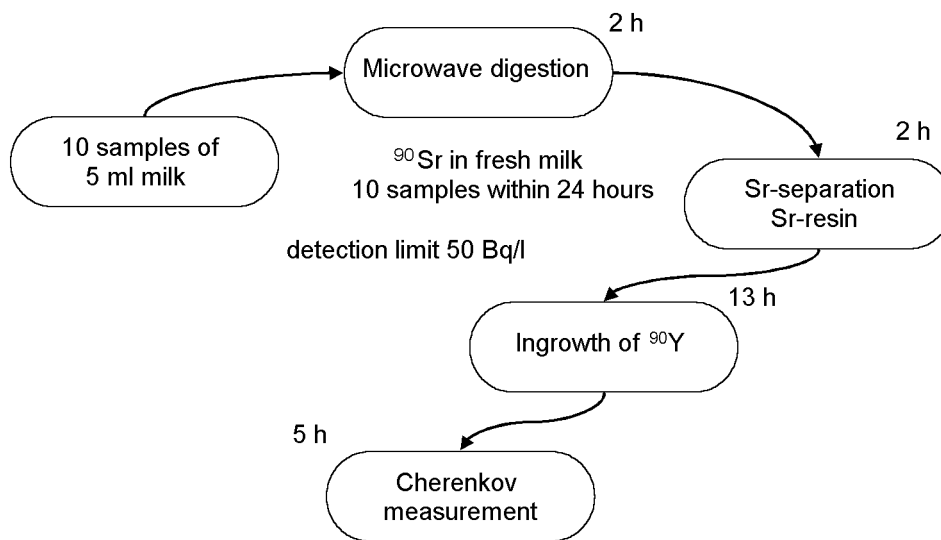 2 h
Microwave digestion
10 samples of
5 ml milk
⁹⁰Sr in fresh milk
10 samples within 24 hours
2 h
Sr-separation
Sr-resin
detection limit 50 Bq/l
13 h
Ingrowth of ⁹⁰Y
5 h
Cherenkov
measurement